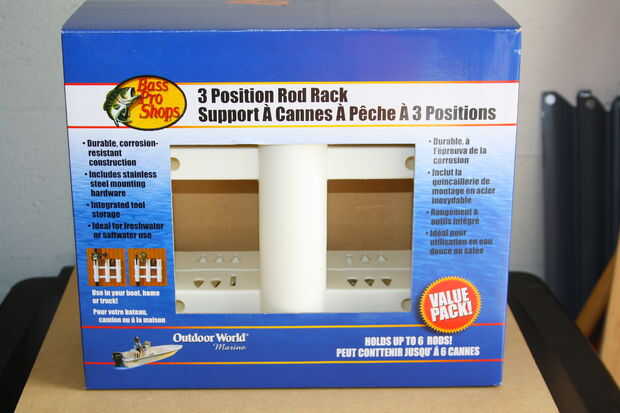 Bass
Pro
Shops
3 Position Rod Rack
Support À Cannes À Pêche À 3 Positions
• Durable, corrosion-
resistant
construction
• Includes stainless
steel mounting
hardware
• Integrated tool
storage
• Ideal for freshwater
or saltwater use
Use in your boat, home
or truck!
Pour votre bateau,
camion ou à la maison
• Durable, à
l'épreuva de la
corrosion
• Inclut la
quincaillerie de
montage en acier
inoxydable
• Rangement à
outils intégré
• Idéal pour
utilisation en eau
douce ou salée
VALUE
PACK!
Outdoor World®
Marine
HOLDS UP TO 6 RODS!
PEUT CONTTENIR JUSQU' À 6 CANNES